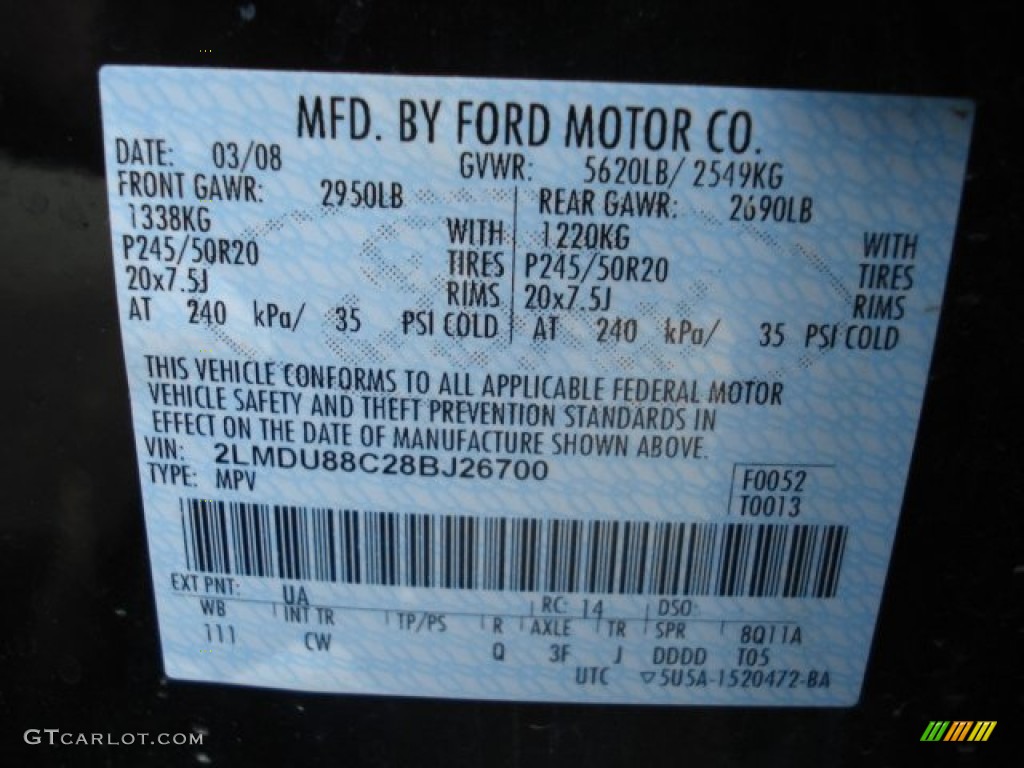 MFD. BY FORD MOTOR CO.
DATE: 03/08 GVWR: 5620LB/ 2549KG
FRONT GAWR: 2950LB REAR GAWR: 2690LB
1338KG WITH 1220KG WITH
P245/50R20 TIRES P245/50R20 TIRES
20x7.5J RIMS 20x7.5J RIMS
AT 240 kPa/ 35 PSI COLD AT 240 kPa/ 35 PSI COLD
THIS VEHICLE CONFORMS TO ALL APPLICABLE FEDERAL MOTOR
VEHICLE SAFETY AND THEFT PREVENTION STANDARDS IN
EFFECT ON THE DATE OF MANUFACTURE SHOWN ABOVE.
VIN: 2LMDU88C28BJ26700
TYPE: MPV F0052
T0013
EXT PNT: UA RC: 14 DSO:
WB INT TR TP/PS R AXLE TR SPR 8Q11A
111 CW Q 3F J DDDD T05
UTC ▽5U5A-1520472-BA
GTCARLOT.COM